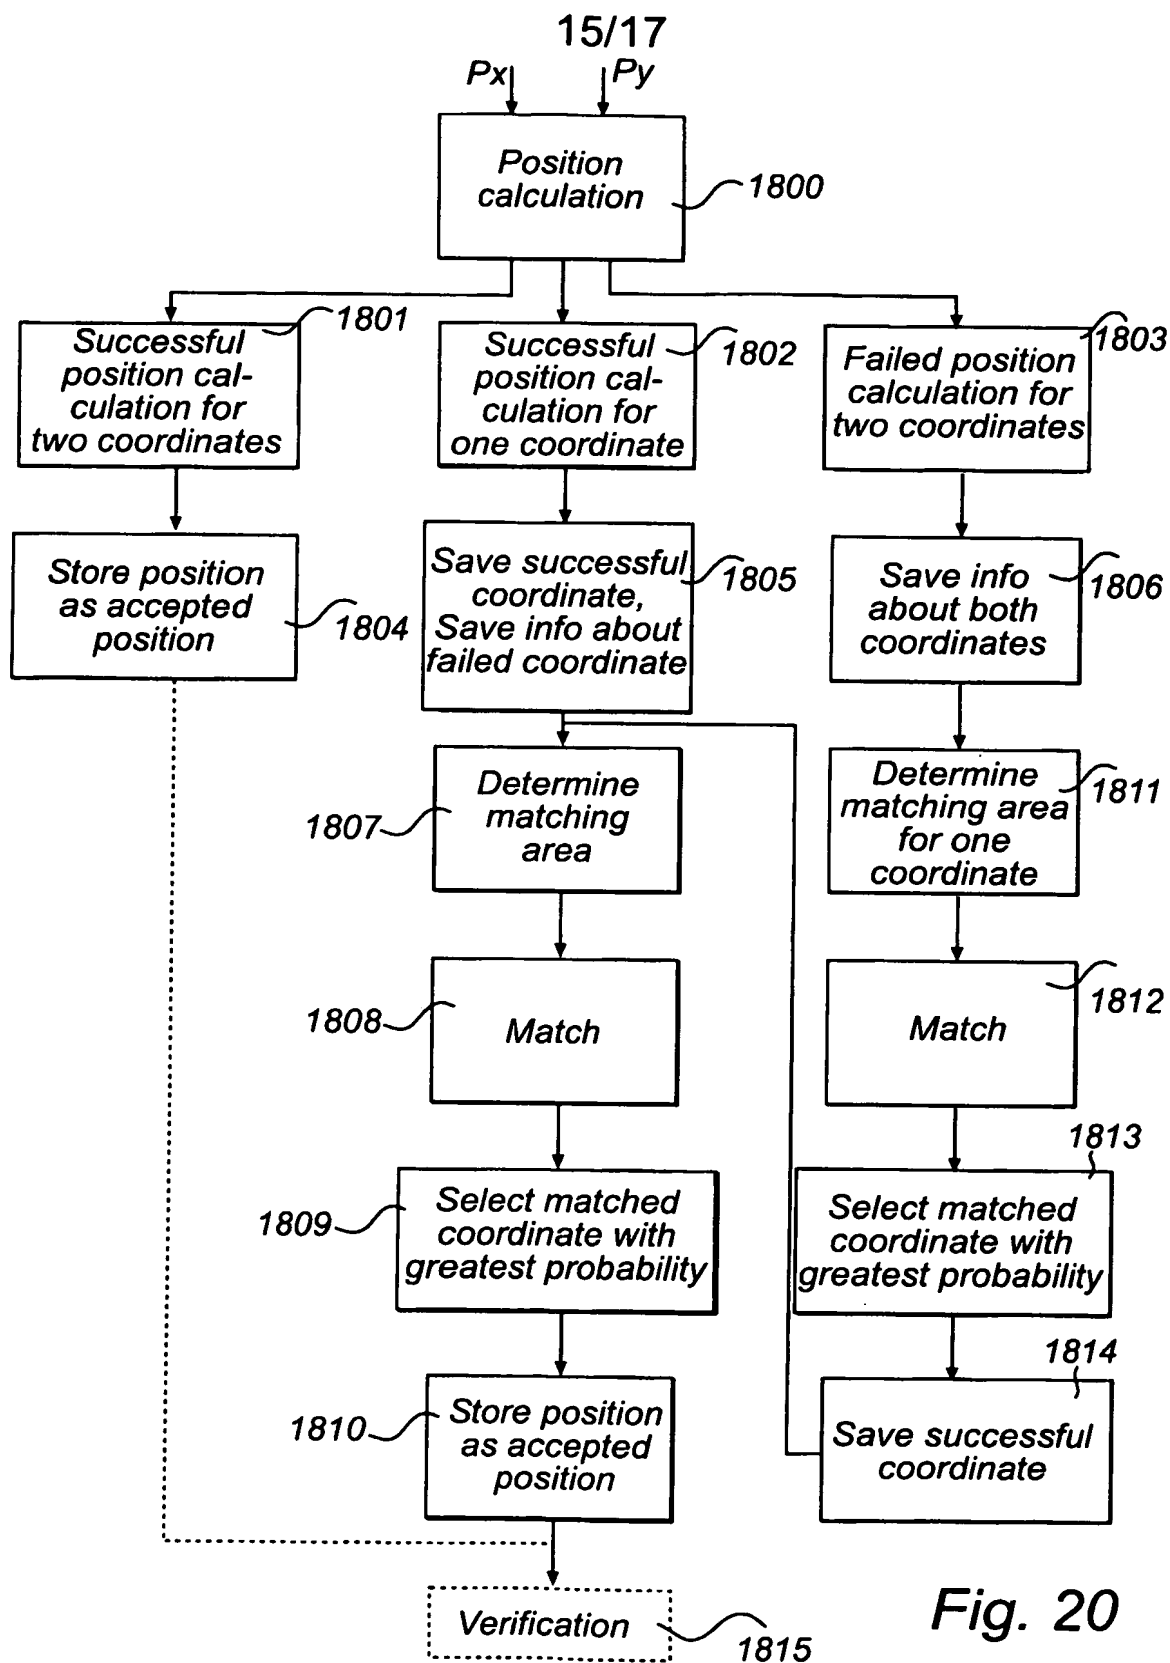 15/17
Px
Py
Position
calculation
1800
1801
Successful
position cal-
culation for
two coordinates
1802
Successful
position cal-
culation for
one coordinate
1803
Failed position
calculation for
two coordinates
Store position
as accepted
position
1804
Save successful
coordinate,
Save info about
failed coordinate
1805
Save info
about both
coordinates
1806
Determine
matching
area
1807
Determine
matching area
for one
coordinate
1811
Match
1808
Match
1812
Select matched
coordinate with
greatest probability
1809
1813
Select matched
coordinate with
greatest probability
Store position
as accepted
position
1810
1814
Save successful
coordinate
Verification
1815
Fig. 20